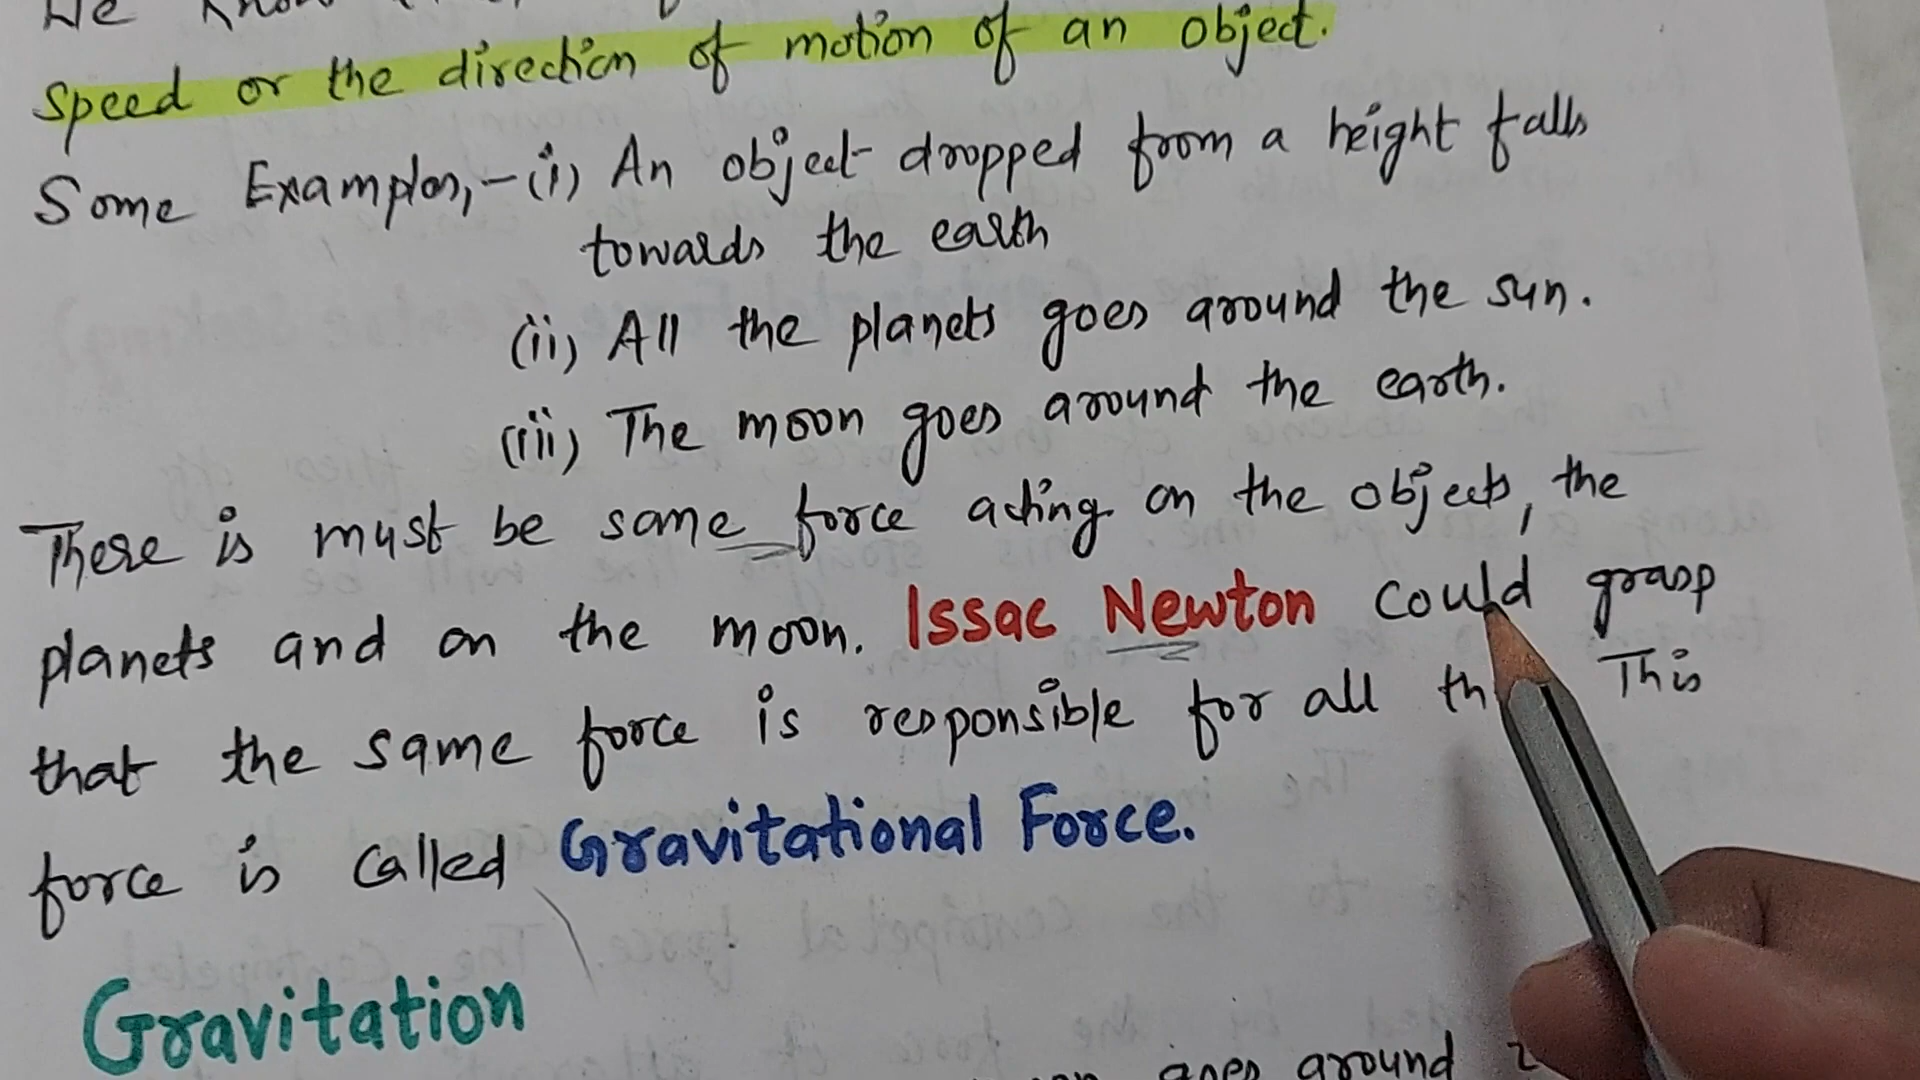 We know
speed or the direction of motion of an object.
Some Examples,-(i) An object dropped from a height falls
towards the earth
(ii) All the planets goes around the sun.
(iii) The moon goes around the earth.
There is must be some force acting on the objects, the
planets and on the moon. Issac Newton could grasp
that the same force is responsible for all th This
force is called Gravitational Force.
Gravitation
goes around